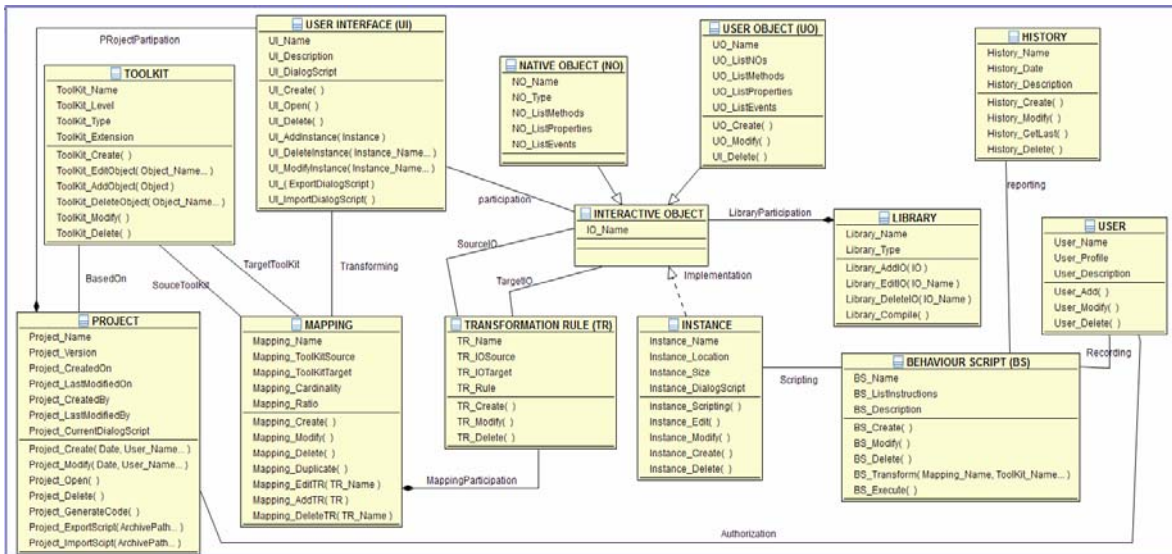 USER INTERFACE (UI)
UI_Name
UI_Description
UI_DialogScript
UI_Create( )
UI_Open( )
UI_Delete( )
UI_AddInstance( Instance )
UI_DeleteInstance( Instance_Name... )
UI_ModifyInstance( Instance_Name... )
UI_( ExportDialogScript )
UI_ImportDialogScript( )
PRojectPartipation
TOOLKIT
ToolKit_Name
ToolKit_Level
ToolKit_Type
ToolKit_Extension
ToolKit_Create( )
ToolKit_EditObject( Object_Name... )
ToolKit_AddObject( Object )
ToolKit_DeleteObject( Object_Name... )
ToolKit_Modify( )
ToolKit_Delete( )
NATIVE OBJECT (NO)
NO_Name
NO_Type
NO_ListMethods
NO_ListProperties
NO_ListEvents
USER OBJECT (UO)
UO_Name
UO_ListNOs
UO_ListMethods
UO_ListProperties
UO_ListEvents
UO_Create( )
UO_Modify( )
UI_Delete( )
HISTORY
History_Name
History_Date
History_Description
History_Create( )
History_Modify( )
History_GetLast( )
History_Delete( )
participation
INTERACTIVE OBJECT
IO_Name
LibraryParticipation
LIBRARY
Library_Name
Library_Type
Library_AddIO( IO )
Library_EditIO( IO_Name )
Library_DeleteIO( IO_Name )
Library_Compile( )
reporting
USER
User_Name
User_Profile
User_Description
User_Add( )
User_Modify( )
User_Delete( )
BasedOn
SouceToolKit
TargetToolKit
Transforming
SourceIO
TargetIO
Implementation
PROJECT
Project_Name
Project_Version
Project_CreatedOn
Project_LastModifiedOn
Project_CreatedBy
Project_LastModifiedBy
Project_CurrentDialogScript
Project_Create( Date, User_Name... )
Project_Modify( Date, User_Name... )
Project_Open( )
Project_Delete( )
Project_GenerateCode( )
Project_ExportScript( ArchivePath... )
Project_ImportScipt( ArchivePath... )
MAPPING
Mapping_Name
Mapping_ToolKitSource
Mapping_ToolKitTarget
Mapping_Cardinality
Mapping_Ratio
Mapping_Create( )
Mapping_Modify( )
Mapping_Delete( )
Mapping_Duplicate( )
Mapping_EditTR( TR_Name )
Mapping_AddTR( TR )
Mapping_DeleteTR( TR_Name )
TRANSFORMATION RULE (TR)
TR_Name
TR_IOSource
TR_IOTarget
TR_Rule
TR_Create( )
TR_Modify( )
TR_Delete( )
MappingParticipation
INSTANCE
Instance_Name
Instance_Location
Instance_Size
Instance_DialogScript
Instance_Scripting( )
Instance_Edit( )
Instance_Modify( )
Instance_Create( )
Instance_Delete( )
Scripting
Recording
BEHAVIOUR SCRIPT (BS)
BS_Name
BS_ListInstructions
BS_Description
BS_Create( )
BS_Modify( )
BS_Delete( )
BS_Transform( Mapping_Name, ToolKit_Name... )
BS_Execute( )
Authorization